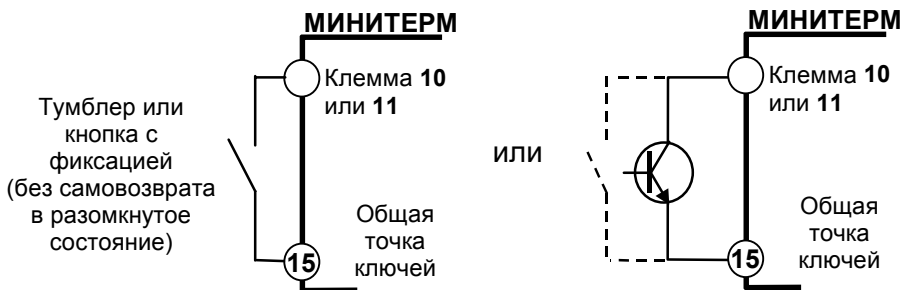 МИНИТЕРМ
Клемма 10
или 11
Тумблер или
кнопка с
фиксацией
(без самовозврата
в разомкнутое
состояние)
Общая
точка
ключей
15
или
МИНИТЕРМ
Клемма 10
или 11
Общая
точка
ключей
15